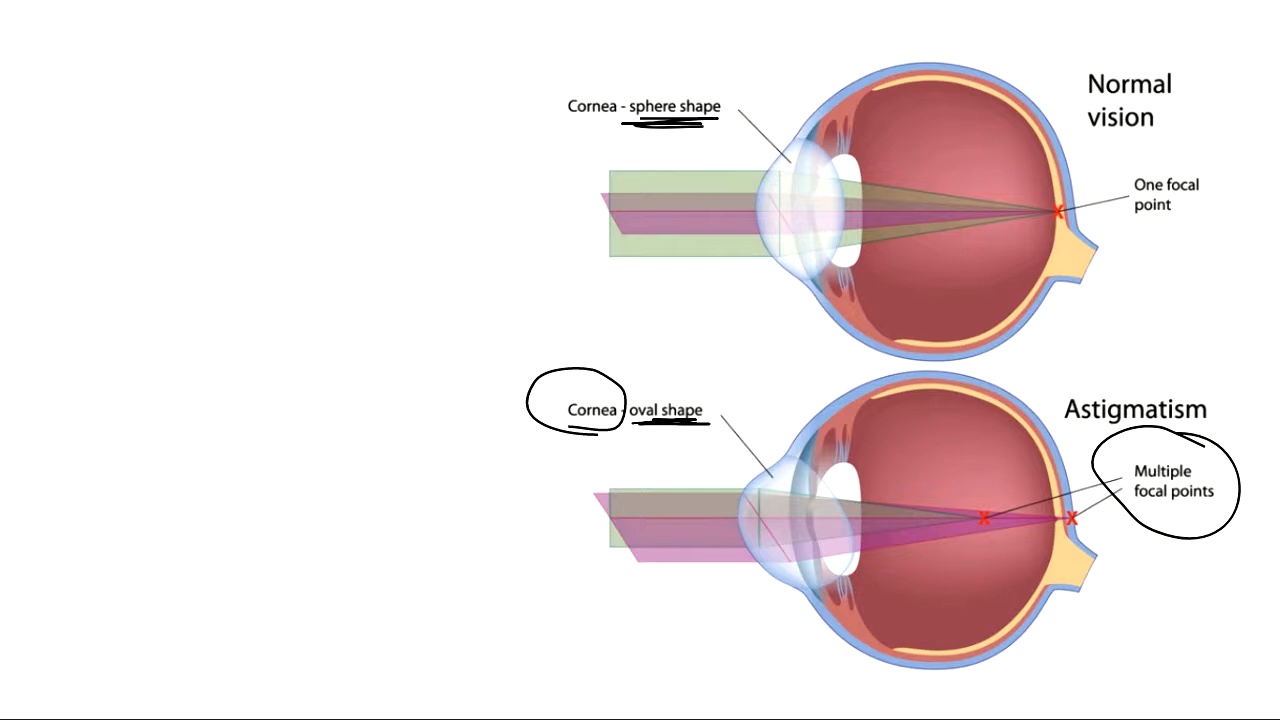 Normal
vision
Cornea - sphere shape
One focal
point
Cornea - oval shape
Astigmatism
Multiple
focal points